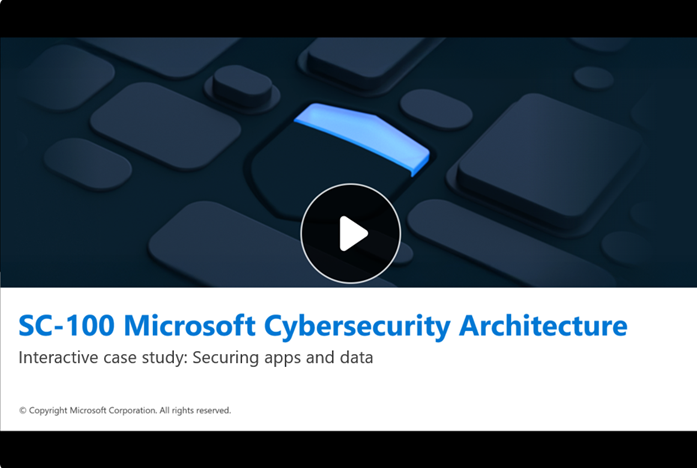 SC-100 Microsoft Cybersecurity Architecture
Interactive case study: Securing apps and data
© Copyright Microsoft Corporation. All rights reserved.